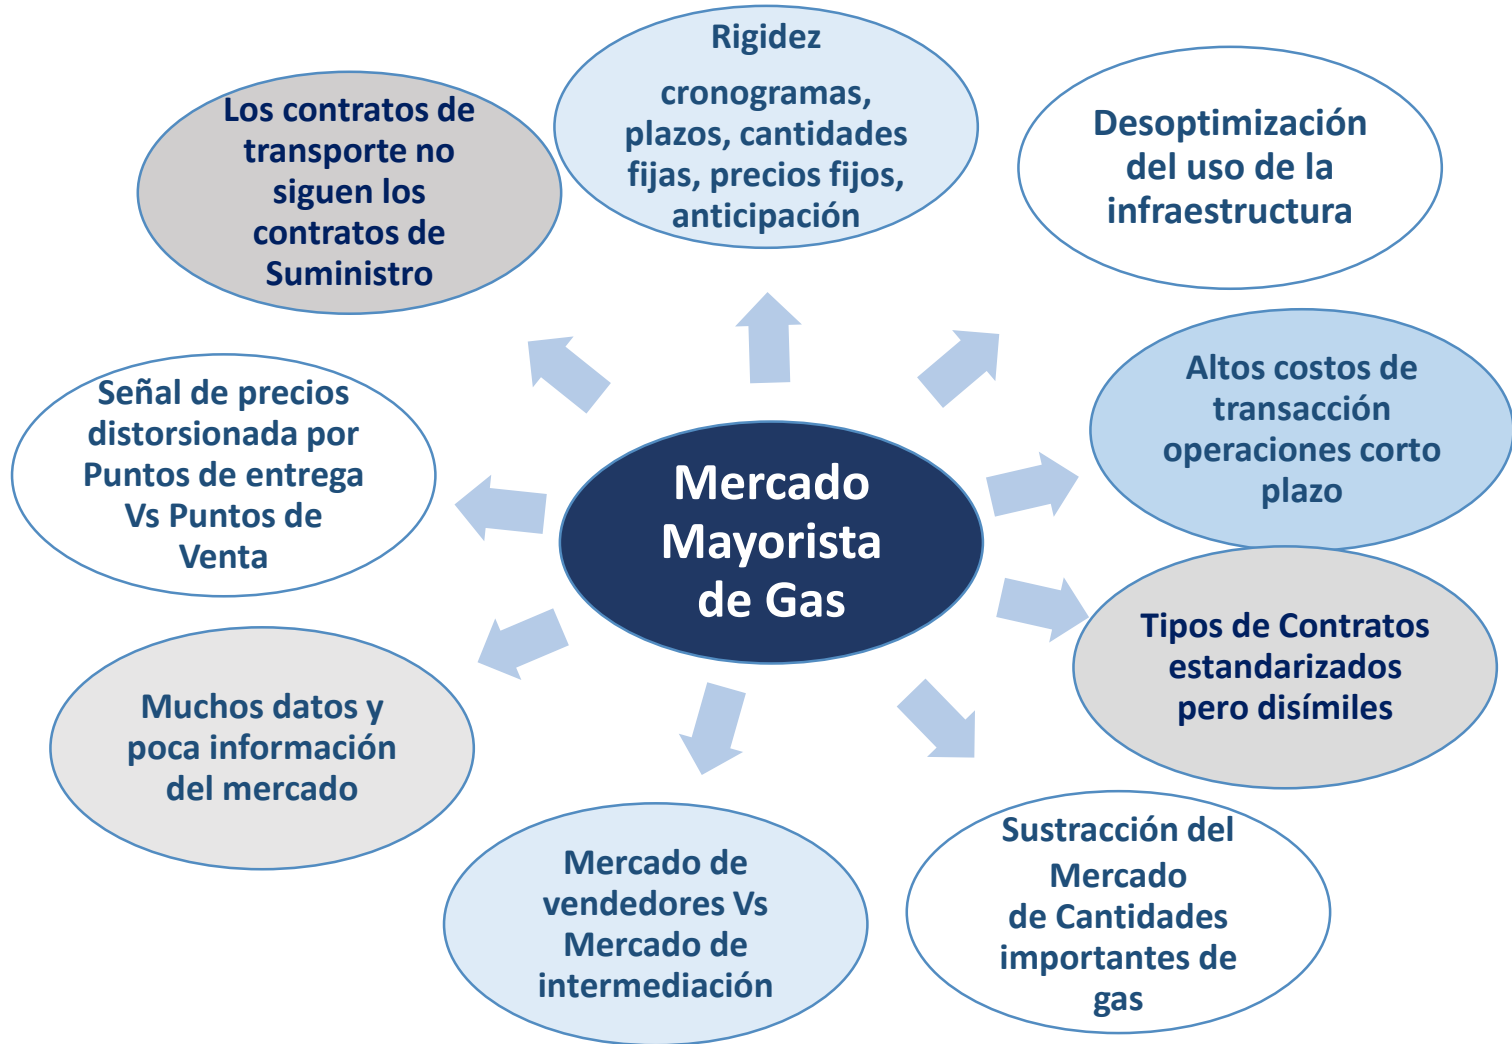 Rigidez
cronogramas,
plazos, cantidades
fijas, precios fijos,
anticipación
Desoptimización
del uso de la
infraestructura
Altos costos de
transacción
operaciones corto
plazo
Tipos de Contratos
estandarizados
pero disímiles
Sustracción del
Mercado
de Cantidades
importantes de
gas
Mercado de
vendedores Vs
Mercado de
intermediación
Muchos datos y
poca información
del mercado
Señal de precios
distorsionada por
Puntos de entrega
Vs Puntos de
Venta
Los contratos de
transporte no
siguen los
contratos de
Suministro
Mercado
Mayorista
de Gas